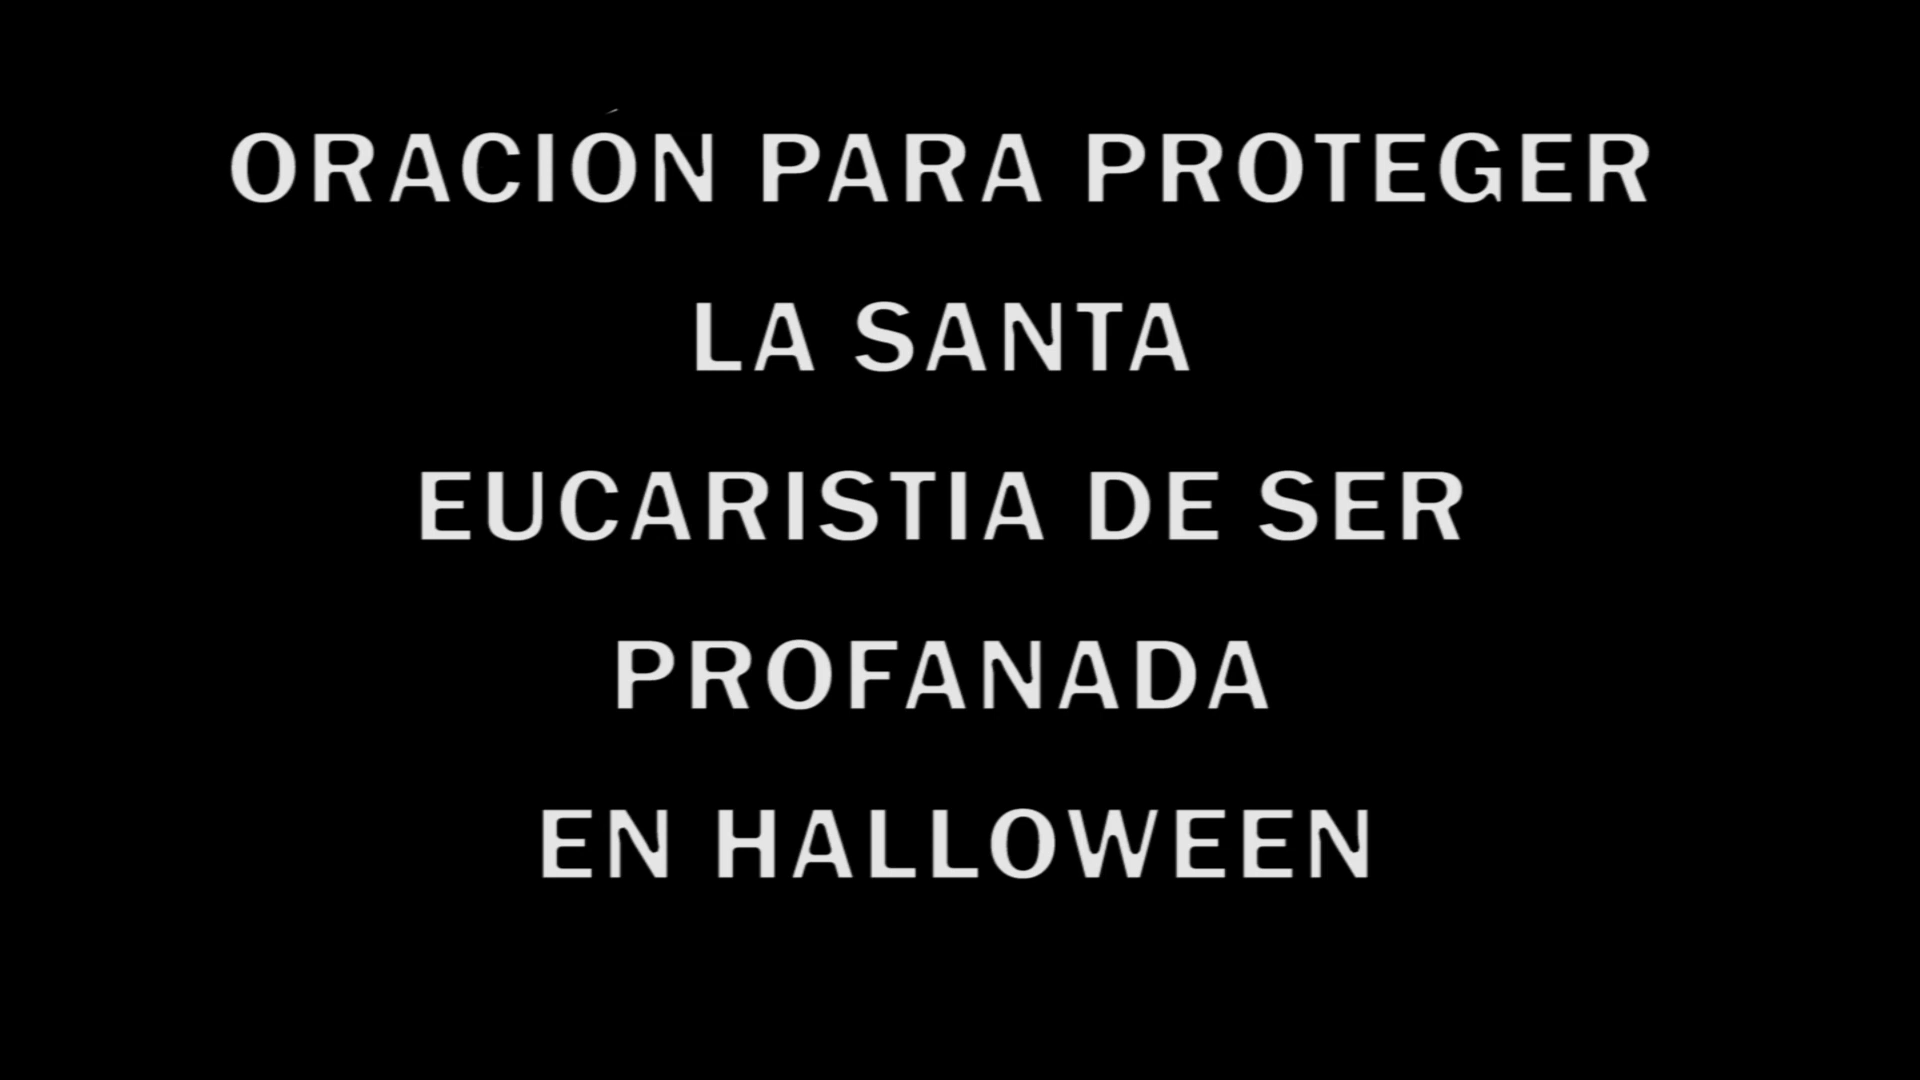 ORACIÓN PARA PROTEGER
LA SANTA
EUCARISTIA DE SER
PROFANADA
EN HALLOWEEN